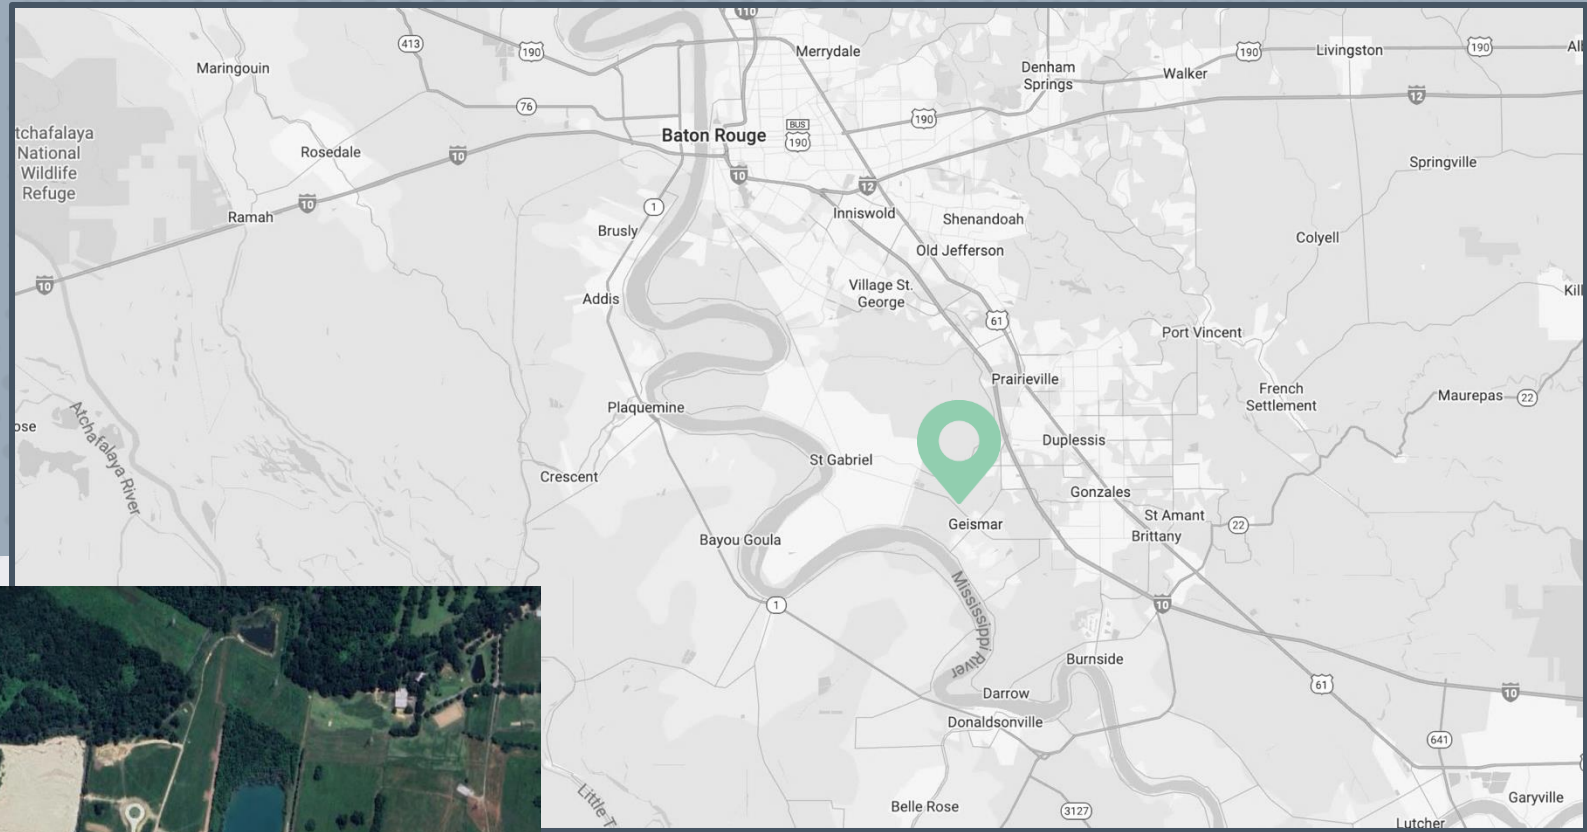 110
413
190
Merrydale
190
Livingston
190
Maringouin
Denham
Springs
Walker
12
76
190
tchafalaya
National
Wildlife
Refuge
BUS
190
Baton Rouge
Rosedale
10
Springville
10
12
10
1
Ramah
Inniswold
Shenandoah
Brusly
Colyell
Old Jefferson
10
Village St.
George
Addis
Kill
61
Port Vincent
Prairieville
French
Settlement
Maurepas
22
Plaquemine
ose
Atchafalaya River
Duplessis
St Gabriel
Crescent
Gonzales
St Amant
22
Geismar
Brittany
Bayou Goula
Mississippi River
1
10
Burnside
61
Darrow
10
Donaldsonville
641
Little T
Belle Rose
3127
Garyville
Lutcher